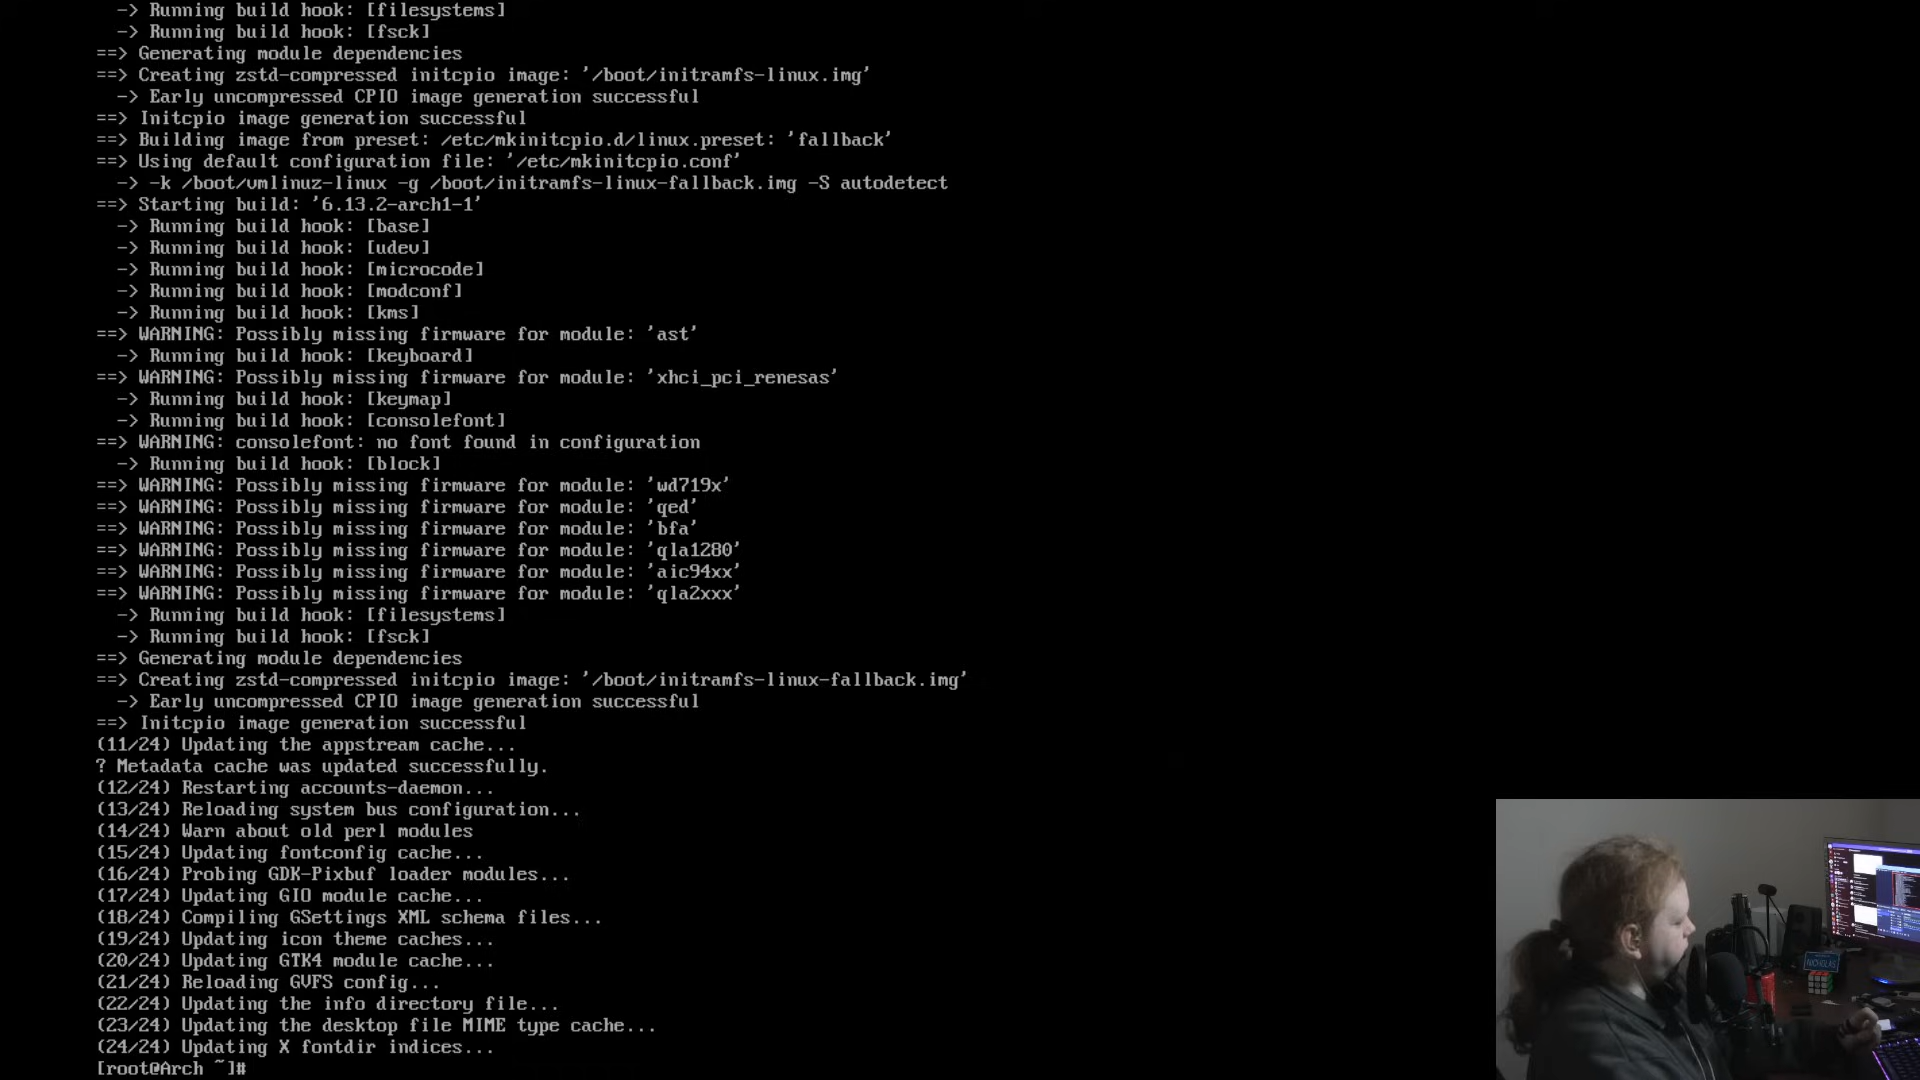 -> Running build hook: [filesystems]
-> Running build hook: [fsck]
==> Generating module dependencies
==> Creating zstd-compressed initcpio image: '/boot/initramfs-linux.img'
-> Early uncompressed CPIO image generation successful
==> Initcpio image generation successful
==> Building image from preset: /etc/mkinitcpio.d/linux.preset: 'fallback'
==> Using default configuration file: '/etc/mkinitcpio.conf'
-> -k /boot/vmlinuz-linux -g /boot/initramfs-linux-fallback.img -S autodetect
==> Starting build: '6.13.2-arch1-1'
-> Running build hook: [base]
-> Running build hook: [udev]
-> Running build hook: [microcode]
-> Running build hook: [modconf]
-> Running build hook: [kms]
==> WARNING: Possibly missing firmware for module: 'ast'
-> Running build hook: [keyboard]
==> WARNING: Possibly missing firmware for module: 'xhci_pci_renesas'
-> Running build hook: [keymap]
-> Running build hook: [consolefont]
==> WARNING: consolefont: no font found in configuration
-> Running build hook: [block]
==> WARNING: Possibly missing firmware for module: 'wd719x'
==> WARNING: Possibly missing firmware for module: 'qed'
==> WARNING: Possibly missing firmware for module: 'bfa'
==> WARNING: Possibly missing firmware for module: 'qla1280'
==> WARNING: Possibly missing firmware for module: 'aic94xx'
==> WARNING: Possibly missing firmware for module: 'qla2xxx'
-> Running build hook: [filesystems]
-> Running build hook: [fsck]
==> Generating module dependencies
==> Creating zstd-compressed initcpio image: '/boot/initramfs-linux-fallback.img'
-> Early uncompressed CPIO image generation successful
==> Initcpio image generation successful
(11/24) Updating the appstream cache...
? Metadata cache was updated successfully.
(12/24) Restarting accounts-daemon...
(13/24) Reloading system bus configuration...
(14/24) Warn about old perl modules
(15/24) Updating fontconfig cache...
(16/24) Probing GDK-Pixbuf loader modules...
(17/24) Updating GIO module cache...
(18/24) Compiling GSettings XML schema files...
(19/24) Updating icon theme caches...
(20/24) Updating GTK4 module cache...
(21/24) Reloading GVFS config...
(22/24) Updating the info directory file...
(23/24) Updating the desktop file MIME type cache...
(24/24) Updating X fontdir indices...
[root@Arch ~]#
NICHOLAS